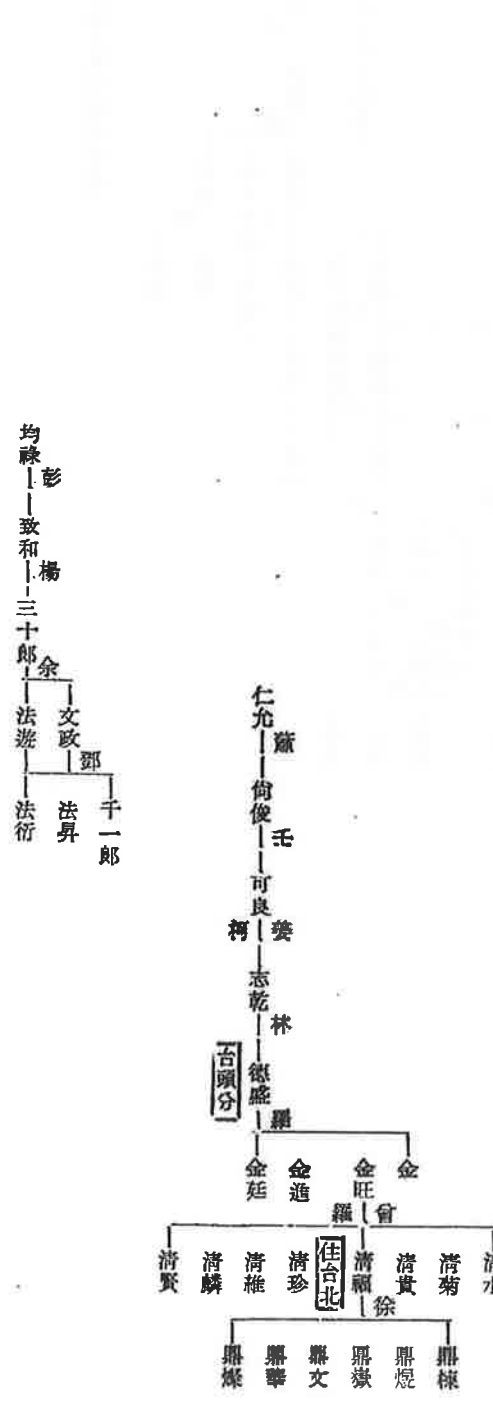 均祿
彭
致和
楊
三十郎
余
文政
法遊
鄧
千一郎
法昇
法衍
仁允
蕭
尙俊
可良
姜
柯
志乾
林
德盛
台頭分
羅
金
金旺
金進
金廷
曾
羅
清菊
清貴
清福
住台北
清珍
清維
清麟
清賢
徐
鼎棟
鼎焜
鼎嶽
鼎文
鼎華
鼎燦